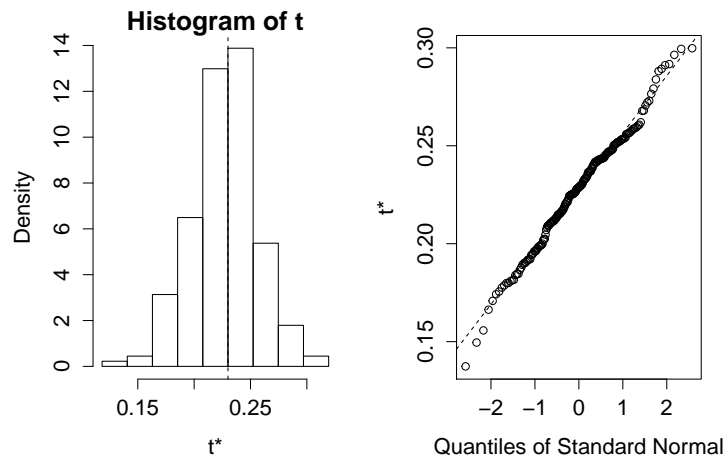 Histogram of t
Density
0 2 4 6 8 10 12 14
0.15 0.25
t*
t*
0.15 0.20 0.25 0.30
−2 −1 0 1 2
Quantiles of Standard Normal